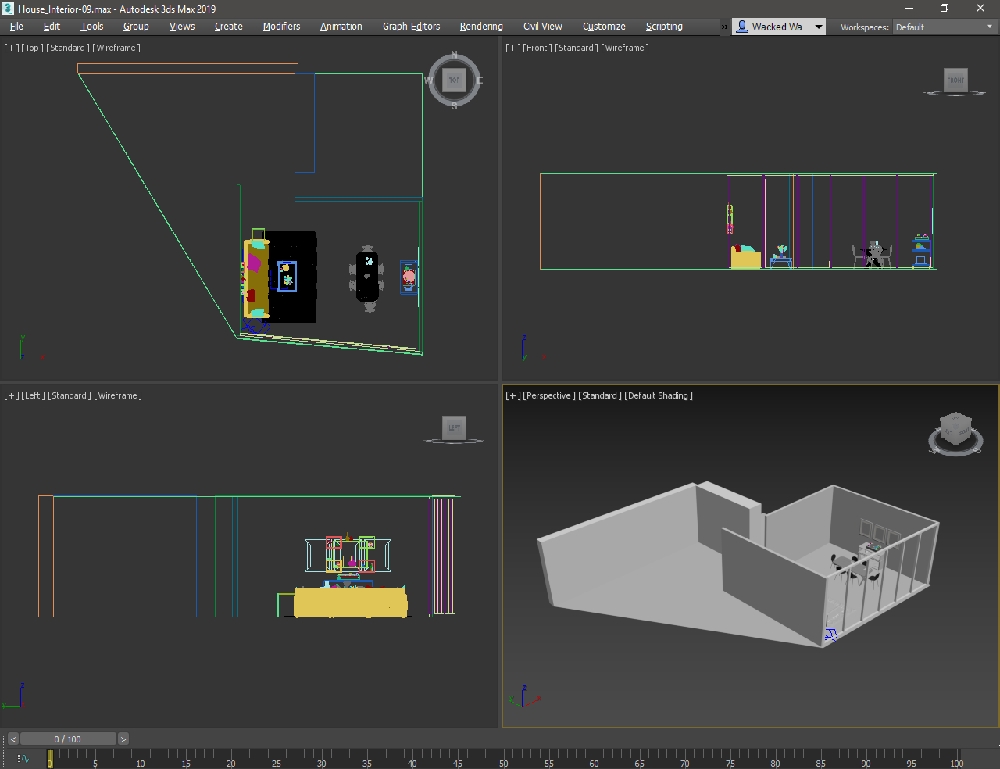 House_Interior-09.max - Autodesk 3ds Max 2019
File Edit Tools Group Views Create Modifiers Animation Graph Editors Rendering Civil View Customize Scripting » Wacked Wa Workspaces: Default
[+] [Top] [Standard] [Wireframe]
[+] [Front] [Standard] [Wireframe]
N
W TOP E
S
FRONT
[+] [Left] [Standard] [Wireframe]
[+] [Perspective] [Standard] [Default Shading]
LEFT
< 0 / 100 >
0 5 10 15 20 25 30 35 40 45 50 55 60 65 70 75 80 85 90 95 100